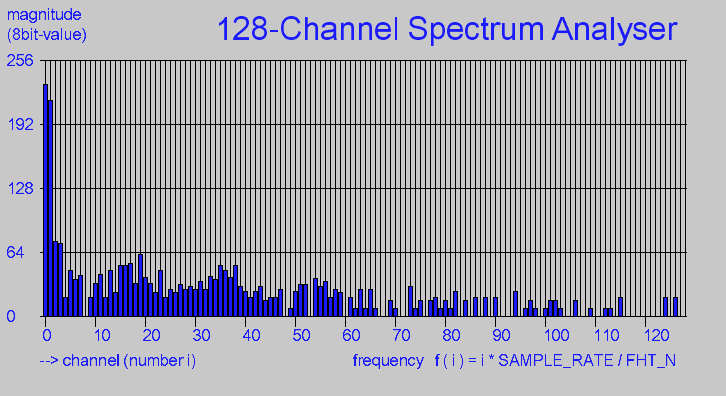 magnitude
(8bit-value)
128-Channel Spectrum Analyser
256
192
128
64
0
0 10 20 30 40 50 60 70 80 90 100 110 120
--> channel (number i)
frequency f ( i ) = i * SAMPLE_RATE / FHT_N